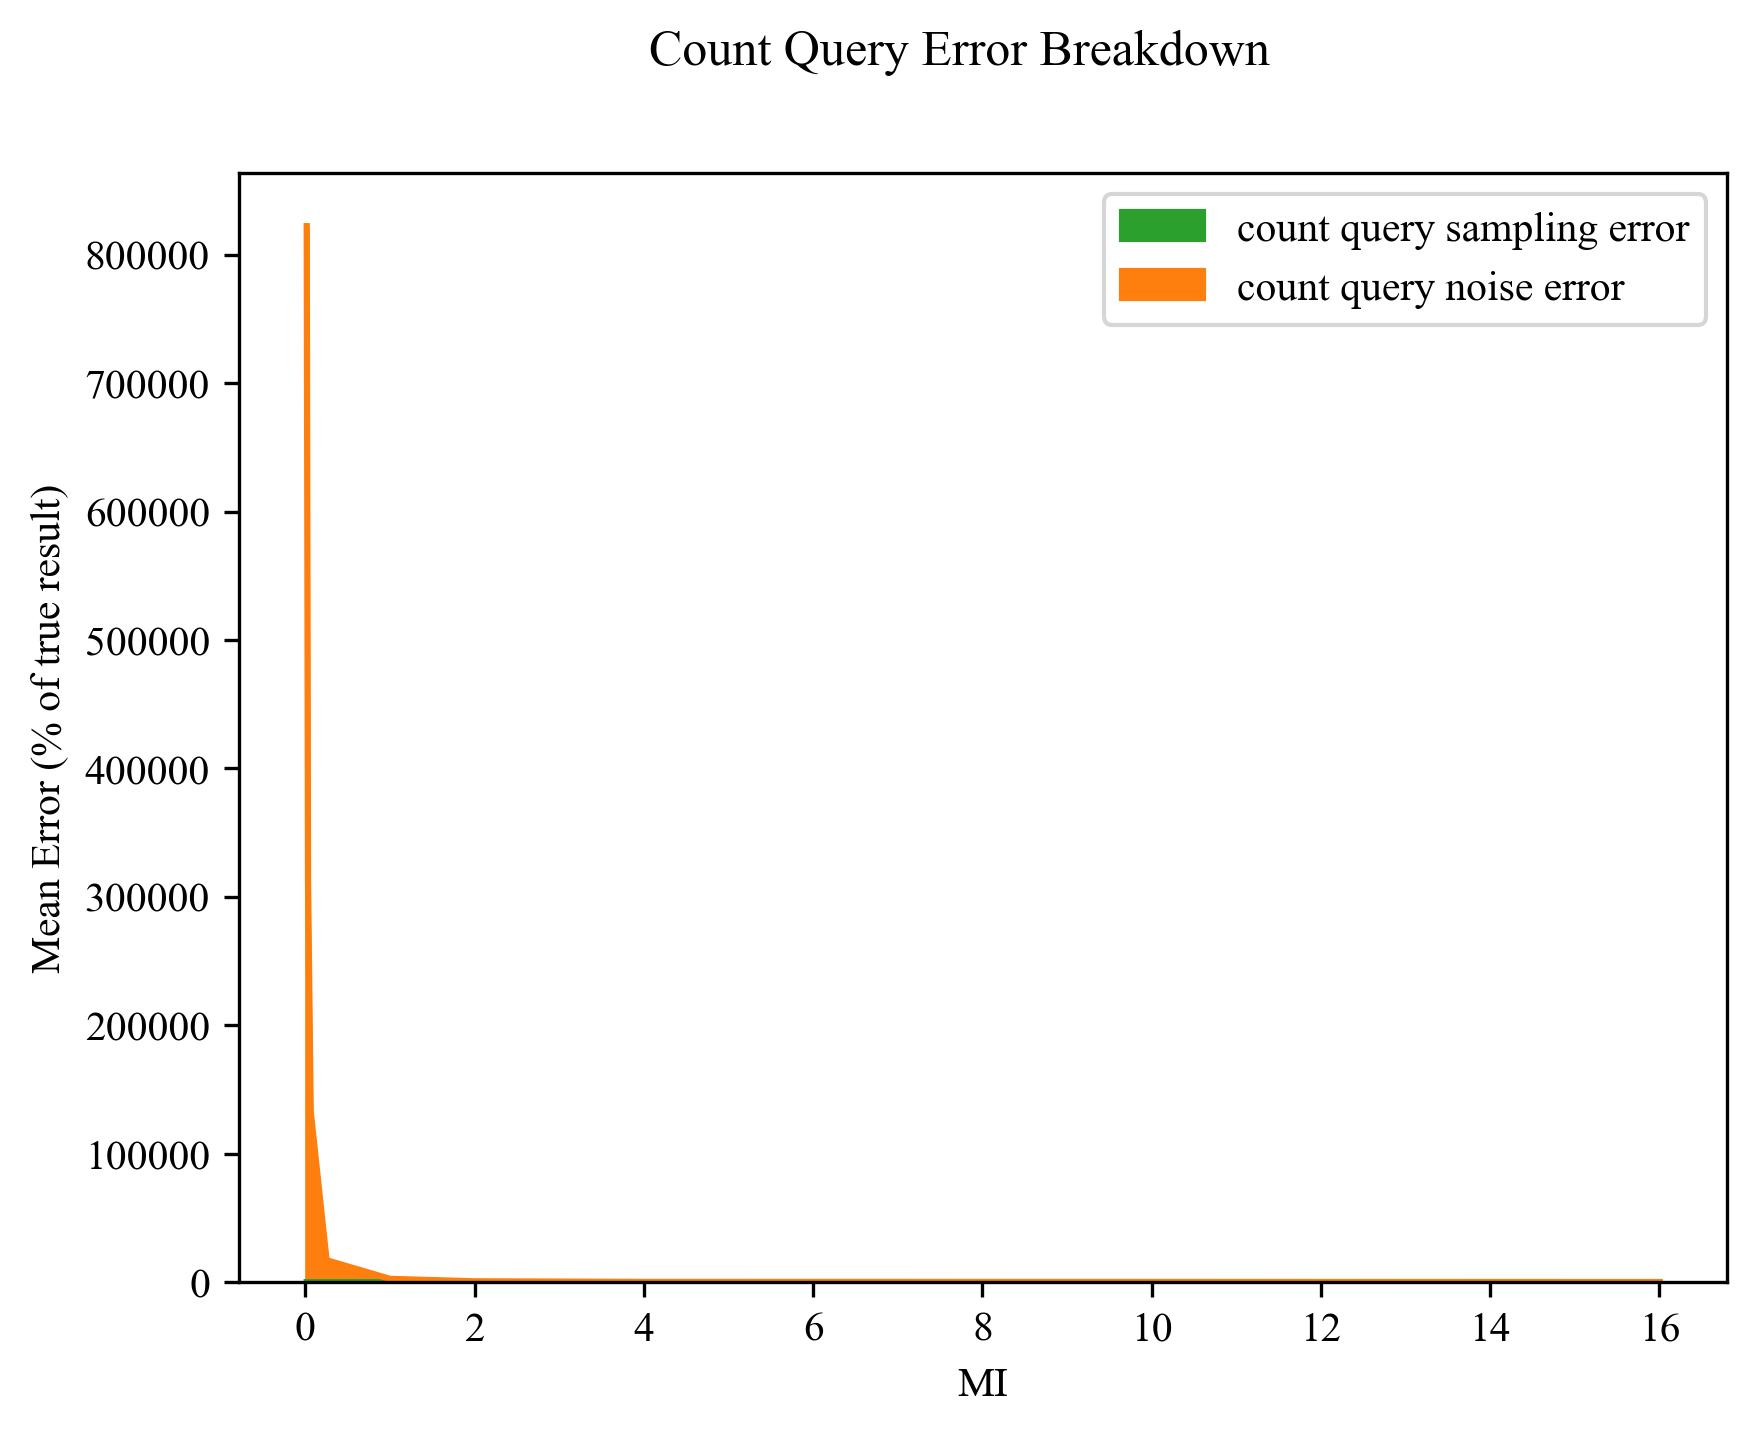 Count Query Error Breakdown
count query sampling error
count query noise error
Mean Error (% of true result)
800000
700000
600000
500000
400000
300000
200000
100000
0
0 2 4 6 8 10 12 14 16
MI